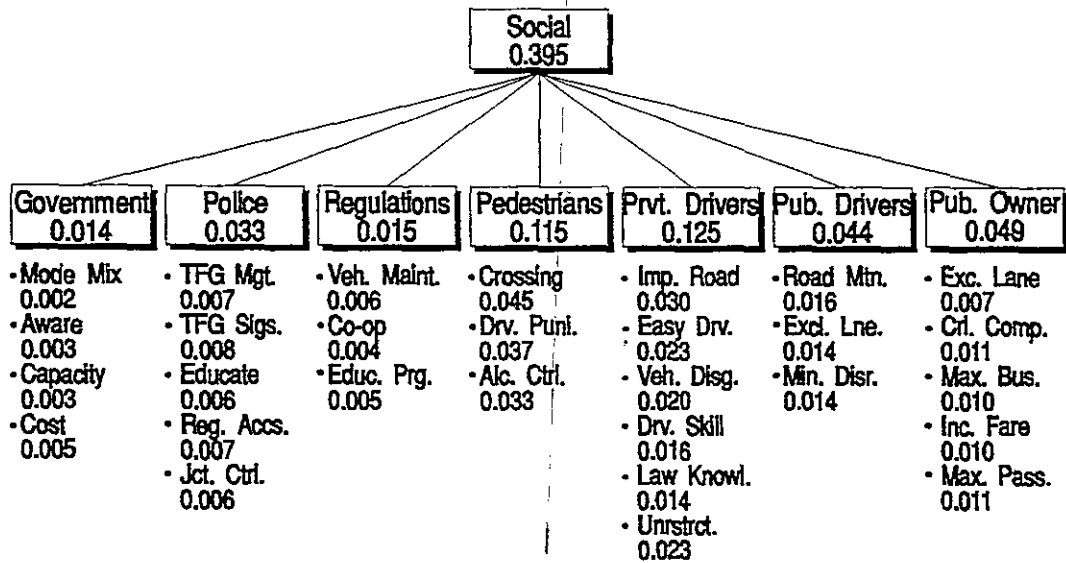 Social
0.395
Government
0.014
• Mode Mix
0.002
• Aware
0.003
• Capacity
0.003
• Cost
0.005
Police
0.033
• TFG Mgt.
0.007
• TFG Sigs.
0.008
• Educate
0.006
• Reg. Accs.
0.007
• Jct. Ctrl.
0.006
Regulations
0.015
• Veh. Maint.
0.006
• Co-op
0.004
• Educ. Prg.
0.005
Pedestrians
0.115
• Crossing
0.045
• Drv. Puni.
0.037
• Alc. Ctrl.
0.033
Prvt. Drivers
0.125
• Imp. Road
0.030
• Easy Drv.
0.023
• Veh. Disg.
0.020
• Drv. Skill
0.016
• Law Knowl.
0.014
• Unrstrct.
0.023
Pub. Drivers
0.044
• Road Mtn.
0.016
• Excl. Lne.
0.014
• Min. Disr.
0.014
Pub. Owner
0.049
• Exc. Lane
0.007
• Crl. Comp.
0.011
• Max. Bus.
0.010
• Inc. Fare
0.010
• Max. Pass.
0.011